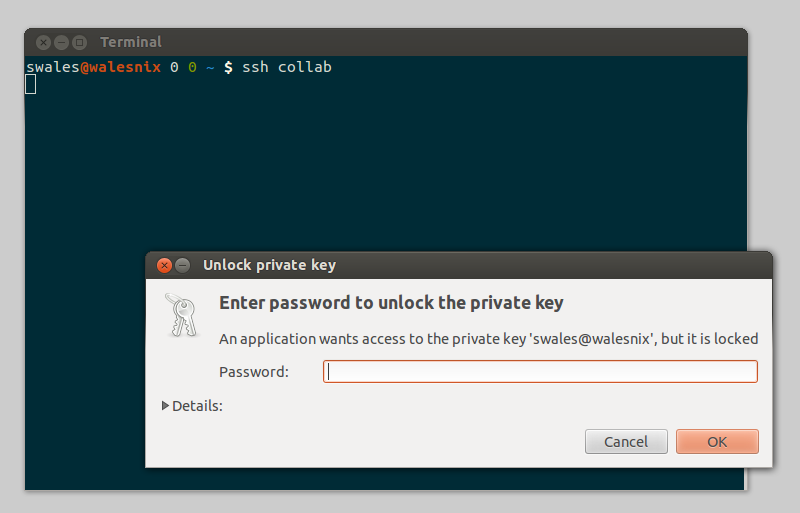 Terminal
swales@walesnix 0 0 ~ $ ssh collab
Unlock private key
Enter password to unlock the private key
An application wants access to the private key 'swales@walesnix', but it is locked
Password:
Details:
Cancel OK